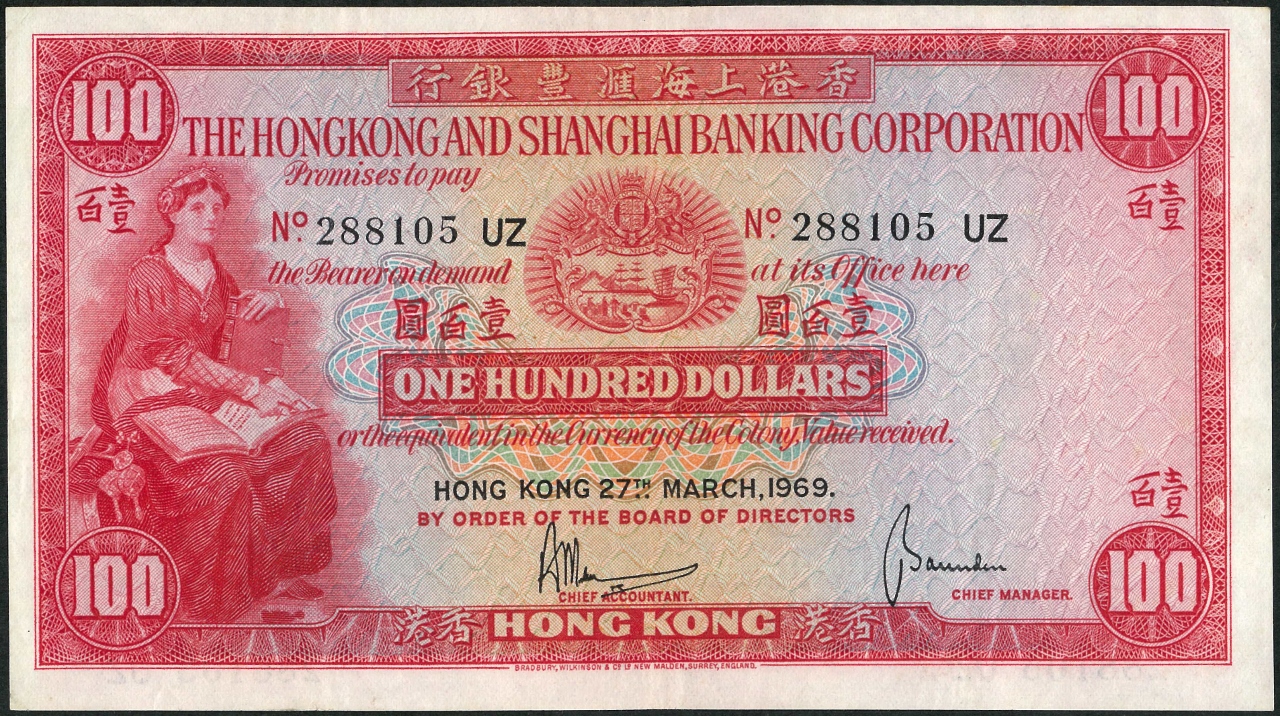 香港上海滙豐銀行
100 100
THE HONGKONG AND SHANGHAI BANKING CORPORATION
Promises to pay
壹百 壹百
Nº 288105 UZ Nº 288105 UZ
the Bearer on demand at its Office here
壹百圓 壹百圓
ONE HUNDRED DOLLARS
or the equivalent in the Currency of the Colony, Value received.
壹百
HONG KONG 27TH MARCH, 1969.
BY ORDER OF THE BOARD OF DIRECTORS
CHIEF ACCOUNTANT. CHIEF MANAGER.
100 100
香港 HONG KONG 香港
BRADBURY, WILKINSON & Cº Lº NEW MALDEN, SURREY, ENGLAND.